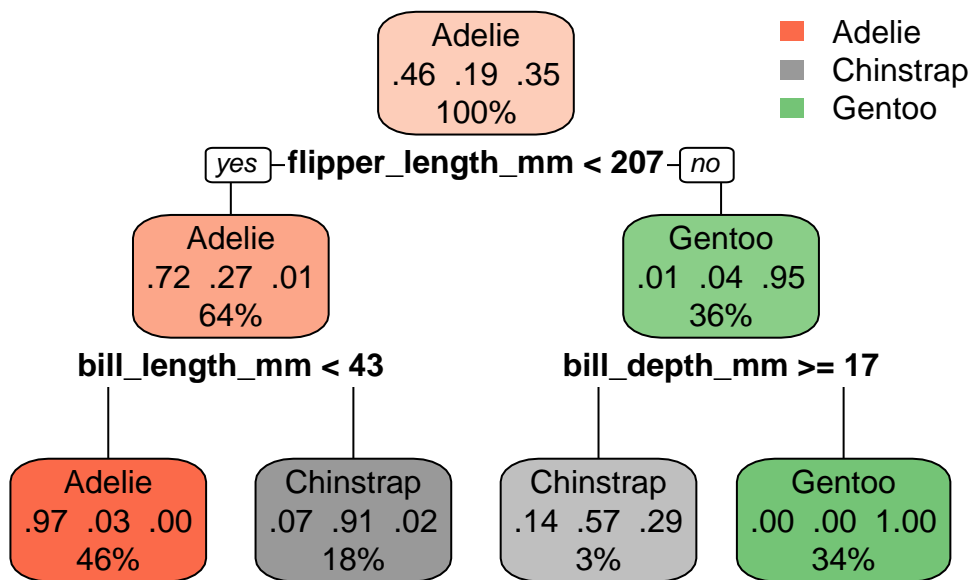 Adelie
.46 .19 .35
100%
Adelie
Chinstrap
Gentoo
yes flipper_length_mm < 207 no
Adelie
.72 .27 .01
64%
Gentoo
.01 .04 .95
36%
bill_length_mm < 43
bill_depth_mm >= 17
Adelie
.97 .03 .00
46%
Chinstrap
.07 .91 .02
18%
Chinstrap
.14 .57 .29
3%
Gentoo
.00 .00 1.00
34%